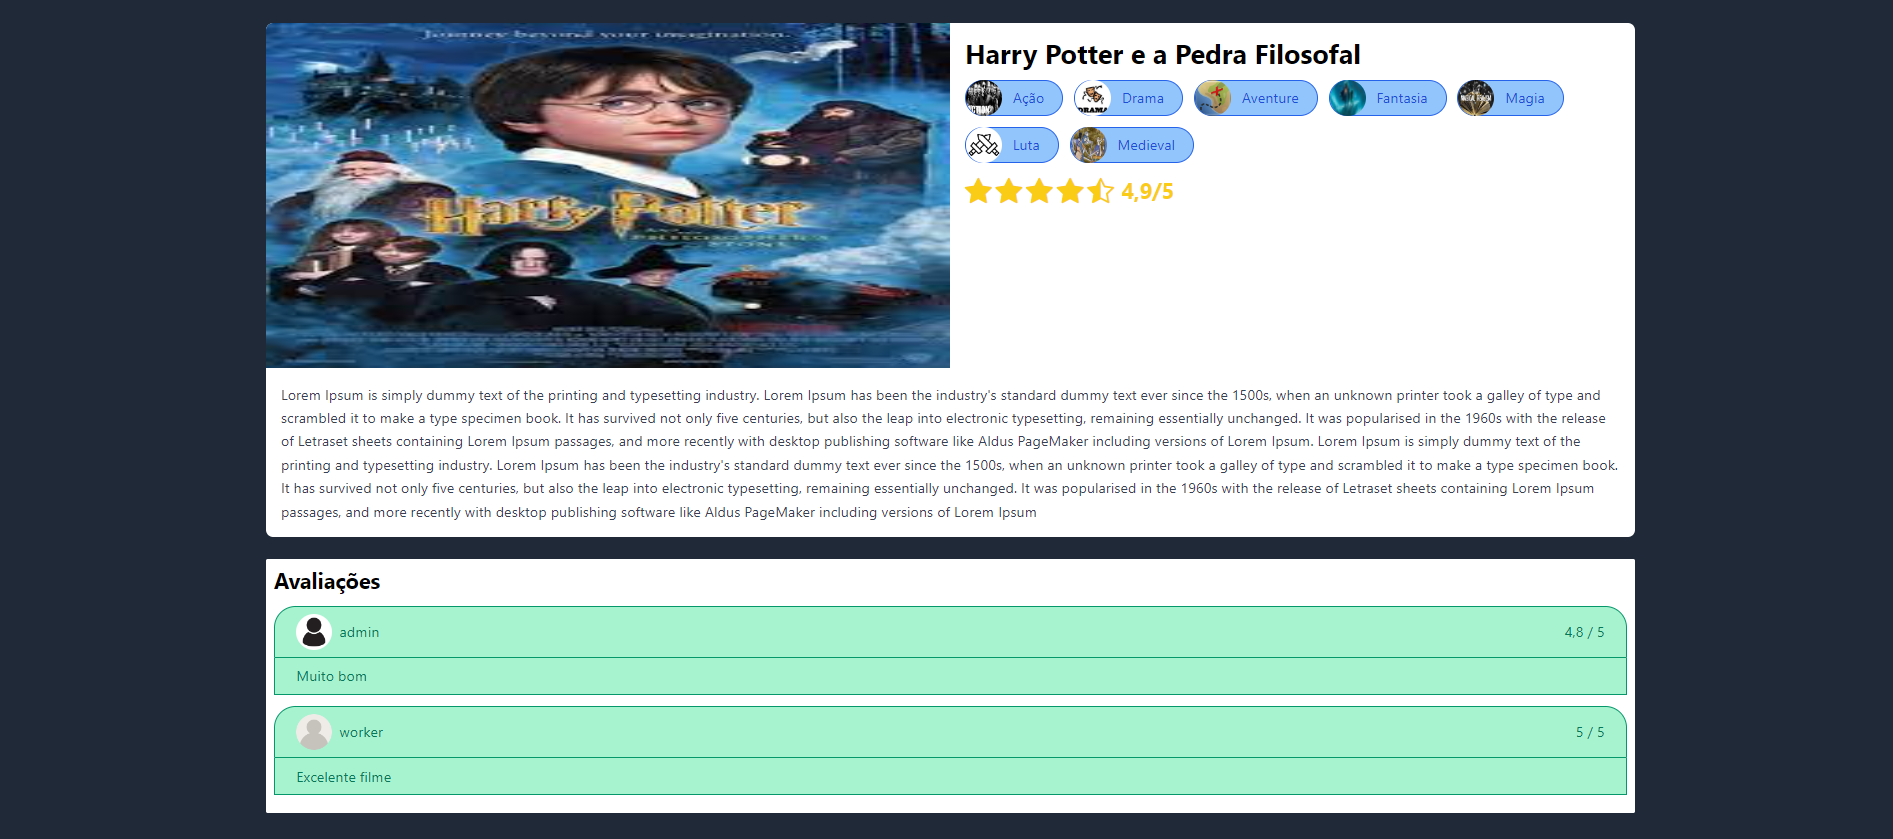 Journey beyond your imagination.
Harry Potter
STONE
Harry Potter e a Pedra Filosofal
Ação
DRAMA
Drama
Aventure
Fantasia
Magia
Luta
Medieval
4,9/5
Lorem Ipsum is simply dummy text of the printing and typesetting industry. Lorem Ipsum has been the industry's standard dummy text ever since the 1500s, when an unknown printer took a galley of type and
scrambled it to make a type specimen book. It has survived not only five centuries, but also the leap into electronic typesetting, remaining essentially unchanged. It was popularised in the 1960s with the release
of Letraset sheets containing Lorem Ipsum passages, and more recently with desktop publishing software like Aldus PageMaker including versions of Lorem Ipsum. Lorem Ipsum is simply dummy text of the
printing and typesetting industry. Lorem Ipsum has been the industry's standard dummy text ever since the 1500s, when an unknown printer took a galley of type and scrambled it to make a type specimen book.
It has survived not only five centuries, but also the leap into electronic typesetting, remaining essentially unchanged. It was popularised in the 1960s with the release of Letraset sheets containing Lorem Ipsum
passages, and more recently with desktop publishing software like Aldus PageMaker including versions of Lorem Ipsum
Avaliações
admin
4,8 / 5
Muito bom
worker
5 / 5
Excelente filme